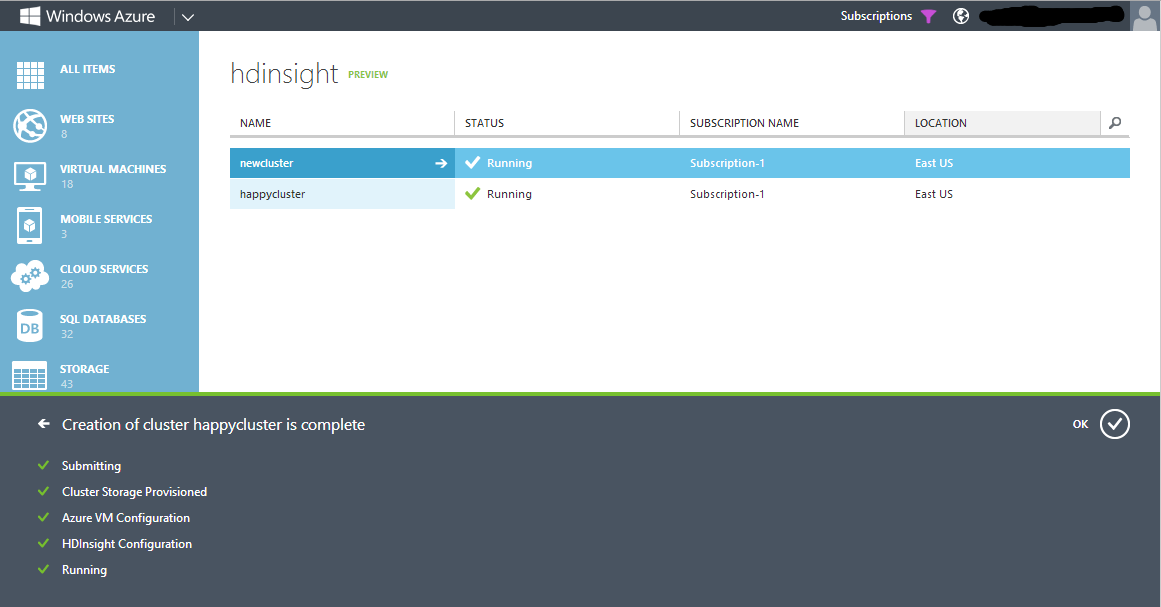 Windows Azure
Subscriptions
ALL ITEMS
WEB SITES
8
VIRTUAL MACHINES
18
MOBILE SERVICES
3
CLOUD SERVICES
26
DB
SQL DATABASES
32
STORAGE
43
hdinsight PREVIEW
NAME STATUS SUBSCRIPTION NAME LOCATION
newcluster Running Subscription-1 East US
happycluster Running Subscription-1 East US
Creation of cluster happycluster is complete
OK
Submitting
Cluster Storage Provisioned
Azure VM Configuration
HDInsight Configuration
Running